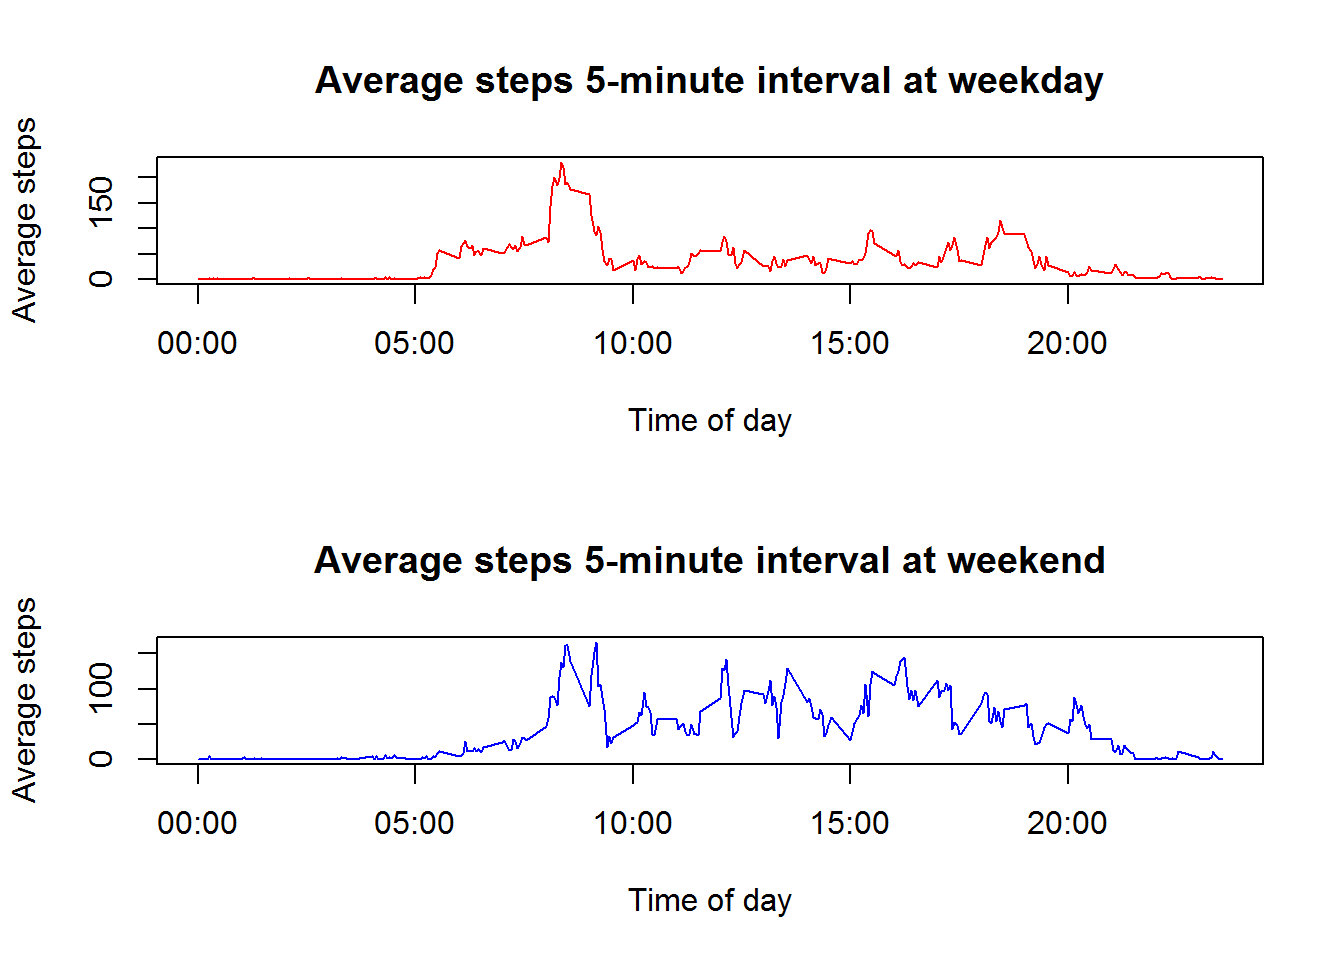 Average steps 5-minute interval at weekday
Average steps
150
0
00:00 05:00 10:00 15:00 20:00
Time of day
Average steps 5-minute interval at weekend
Average steps
100
0
00:00 05:00 10:00 15:00 20:00
Time of day